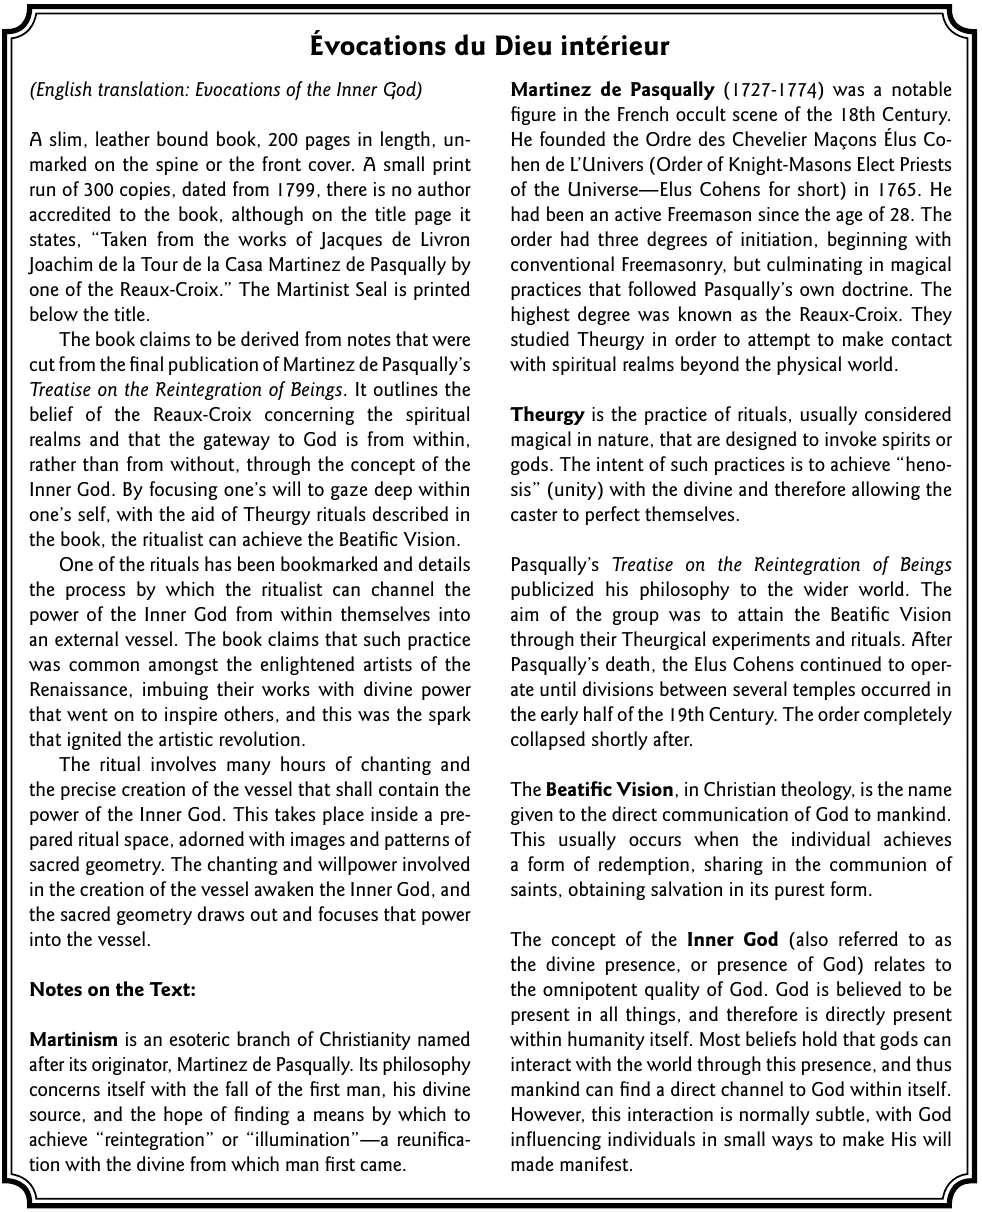 Évocations du Dieu intérieur
(English translation: Evocations of the Inner God)
A slim, leather bound book, 200 pages in length, un-
marked on the spine or the front cover. A small print
run of 300 copies, dated from 1799, there is no author
accredited to the book, although on the title page it
states, “Taken from the works of Jacques de Livron
Joachim de la Tour de la Casa Martinez de Pasqually by
one of the Reaux-Croix.” The Martinist Seal is printed
below the title.
The book claims to be derived from notes that were
cut from the final publication of Martinez de Pasqually’s
Treatise on the Reintegration of Beings. It outlines the
belief of the Reaux-Croix concerning the spiritual
realms and that the gateway to God is from within,
rather than from without, through the concept of the
Inner God. By focusing one’s will to gaze deep within
one’s self, with the aid of Theurgy rituals described in
the book, the ritualist can achieve the Beatific Vision.
One of the rituals has been bookmarked and details
the process by which the ritualist can channel the
power of the Inner God from within themselves into
an external vessel. The book claims that such practice
was common amongst the enlightened artists of the
Renaissance, imbuing their works with divine power
that went on to inspire others, and this was the spark
that ignited the artistic revolution.
The ritual involves many hours of chanting and
the precise creation of the vessel that shall contain the
power of the Inner God. This takes place inside a pre-
pared ritual space, adorned with images and patterns of
sacred geometry. The chanting and willpower involved
in the creation of the vessel awaken the Inner God, and
the sacred geometry draws out and focuses that power
into the vessel.
Notes on the Text:
Martinism is an esoteric branch of Christianity named
after its originator, Martinez de Pasqually. Its philosophy
concerns itself with the fall of the first man, his divine
source, and the hope of finding a means by which to
achieve “reintegration” or “illumination”—a reunifica-
tion with the divine from which man first came.
Martinez de Pasqually (1727-1774) was a notable
figure in the French occult scene of the 18th Century.
He founded the Ordre des Chevelier Maçons Élus Co-
hen de L’Univers (Order of Knight-Masons Elect Priests
of the Universe—Elus Cohens for short) in 1765. He
had been an active Freemason since the age of 28. The
order had three degrees of initiation, beginning with
conventional Freemasonry, but culminating in magical
practices that followed Pasqually’s own doctrine. The
highest degree was known as the Reaux-Croix. They
studied Theurgy in order to attempt to make contact
with spiritual realms beyond the physical world.
Theurgy is the practice of rituals, usually considered
magical in nature, that are designed to invoke spirits or
gods. The intent of such practices is to achieve “heno-
sis” (unity) with the divine and therefore allowing the
caster to perfect themselves.
Pasqually’s Treatise on the Reintegration of Beings
publicized his philosophy to the wider world. The
aim of the group was to attain the Beatific Vision
through their Theurgical experiments and rituals. After
Pasqually’s death, the Elus Cohens continued to oper-
ate until divisions between several temples occurred in
the early half of the 19th Century. The order completely
collapsed shortly after.
The Beatific Vision, in Christian theology, is the name
given to the direct communication of God to mankind.
This usually occurs when the individual achieves
a form of redemption, sharing in the communion of
saints, obtaining salvation in its purest form.
The concept of the Inner God (also referred to as
the divine presence, or presence of God) relates to
the omnipotent quality of God. God is believed to be
present in all things, and therefore is directly present
within humanity itself. Most beliefs hold that gods can
interact with the world through this presence, and thus
mankind can find a direct channel to God within itself.
However, this interaction is normally subtle, with God
influencing individuals in small ways to make His will
made manifest.